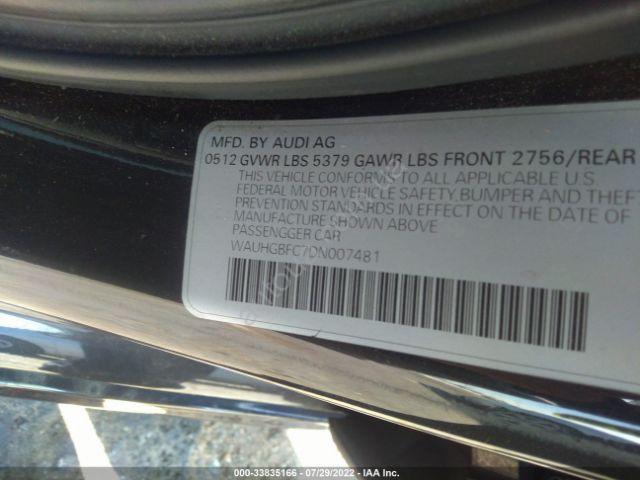 MFD. BY AUDI AG
0512 GVWR LBS 5379 GAWR LBS FRONT 2756/REAR
THIS VEHICLE CONFORMS TO ALL APPLICABLE U.S.
FEDERAL MOTOR VEHICLE SAFETY, BUMPER AND THEFT
PREVENTION STANDARDS IN EFFECT ON THE DATE OF
MANUFACTURE SHOWN ABOVE
PASSENGGER CAR
WAUHGBFC7DN007481
000-33835166 - 07/29/2022 - IAA Inc.